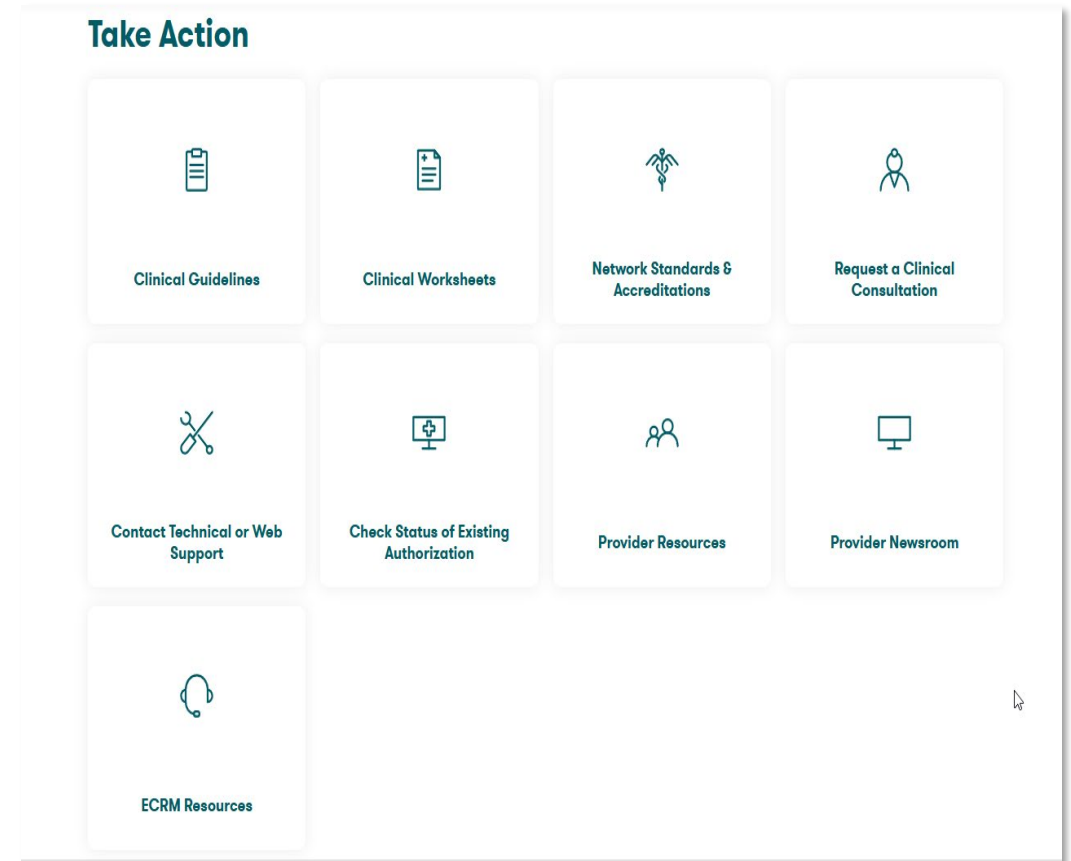 Take Action
Clinical Guidelines
Clinical Worksheets
Network Standards &
Accreditations
Request a Clinical
Consultation
Contact Technical or Web
Support
Check Status of Existing
Authorization
Provider Resources
Provider Newsroom
ECRM Resources